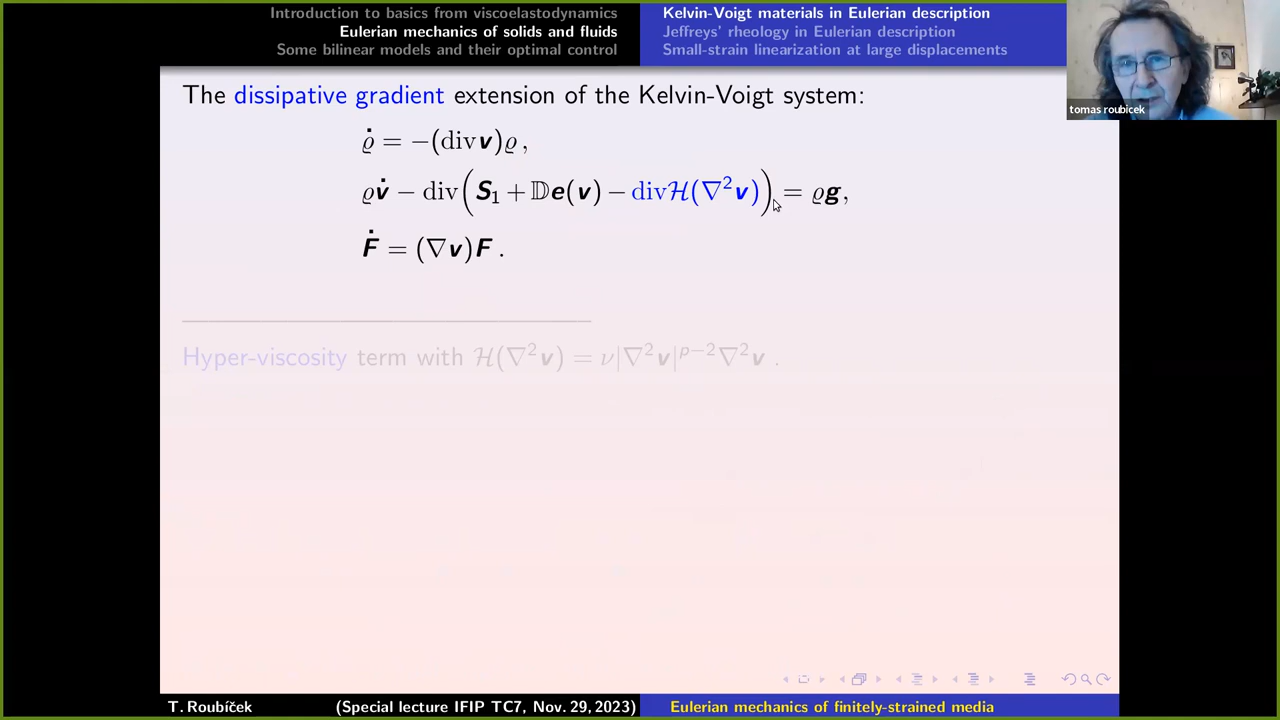 Introduction to basics from viscoelastodynamics
Eulerian mechanics of solids and fluids
Some bilinear models and their optimal control
Kelvin-Voigt materials in Eulerian description
Jeffreys' rheology in Eulerian description
Small-strain linearization at large displacements
tomas roubicek
The dissipative gradient extension of the Kelvin-Voigt system:
ϱ̇ = −(div𝒗)ϱ ,
ϱ𝒗̇ − div(𝑺₁ + 𝔻𝒆(𝒗) − divℋ(∇²𝒗)) = ϱ𝒈,
𝑭̇ = (∇𝒗)𝑭 .
Hyper-viscosity term with ℋ(∇²𝒗) = ν|∇²𝒗|ᵖ⁻²∇²𝒗 .
T. Roubíček
(Special lecture IFIP TC7, Nov. 29, 2023)
Eulerian mechanics of finitely-strained media